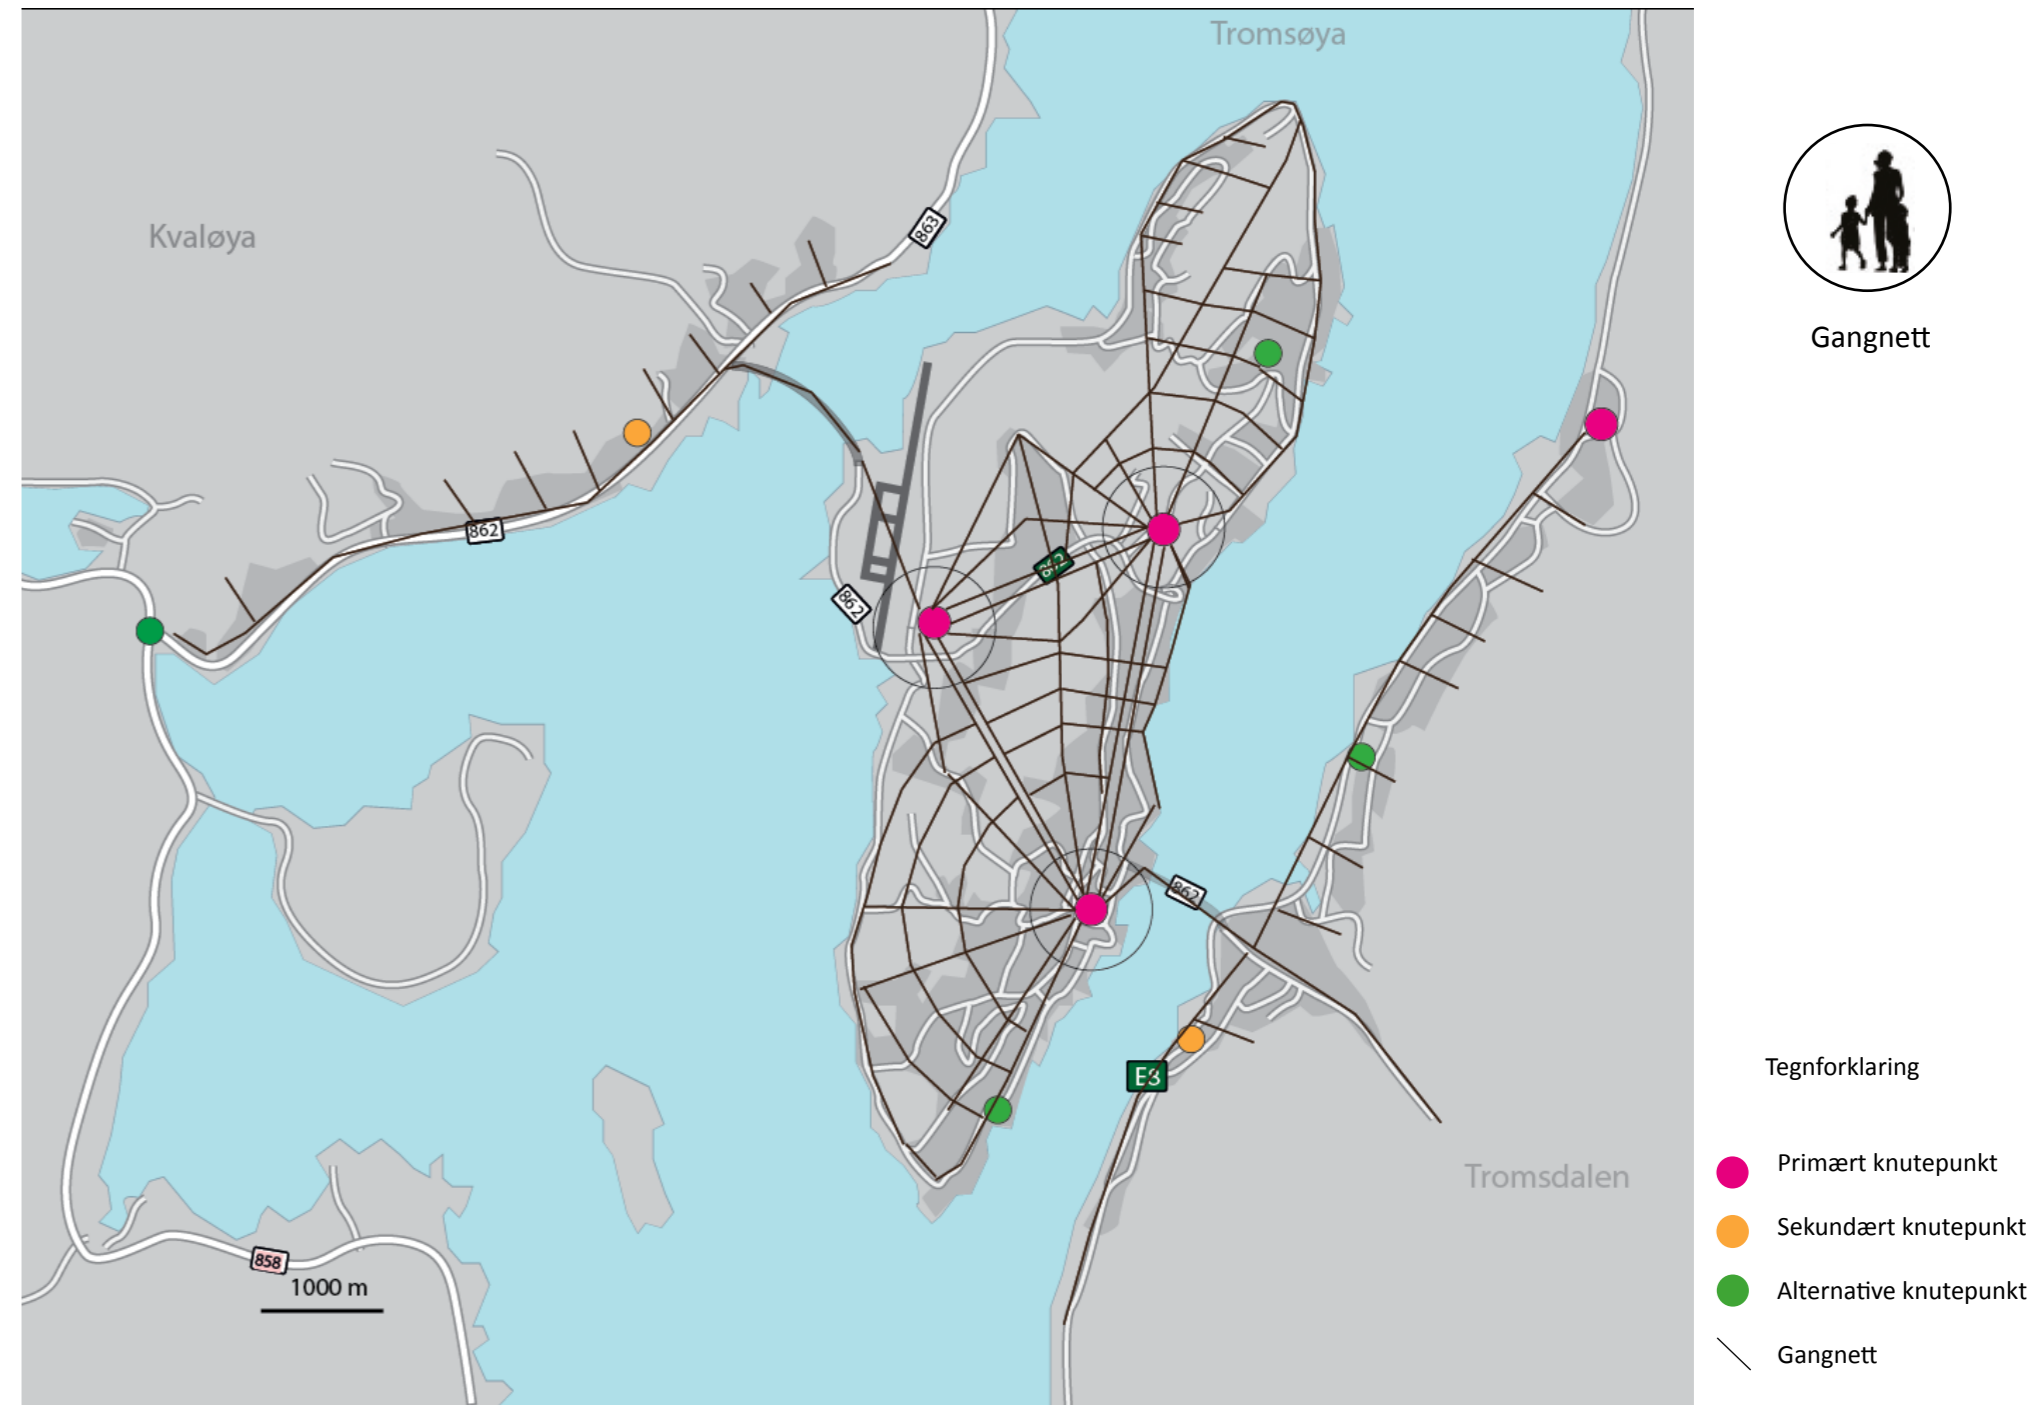 Tromsøya
Kvaløya
863
Gangnett
862
862
862
862
E8
Tromsdalen
858
1000 m
Tegnforklaring
Primært knutepunkt
Sekundært knutepunkt
Alternative knutepunkt
Gangnett